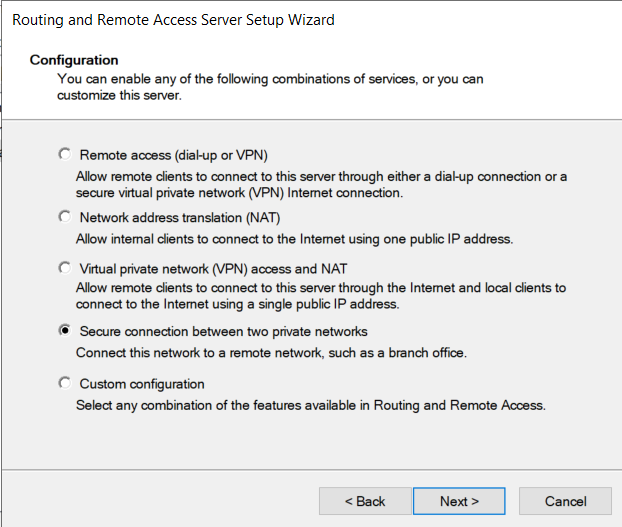 Routing and Remote Access Server Setup Wizard
Configuration
You can enable any of the following combinations of services, or you can
customize this server.
Remote access (dial-up or VPN)
Allow remote clients to connect to this server through either a dial-up connection or a
secure virtual private network (VPN) Internet connection.
Network address translation (NAT)
Allow internal clients to connect to the Internet using one public IP address.
Virtual private network (VPN) access and NAT
Allow remote clients to connect to this server through the Internet and local clients to
connect to the Internet using a single public IP address.
Secure connection between two private networks
Connect this network to a remote network, such as a branch office.
Custom configuration
Select any combination of the features available in Routing and Remote Access.
< Back Next > Cancel